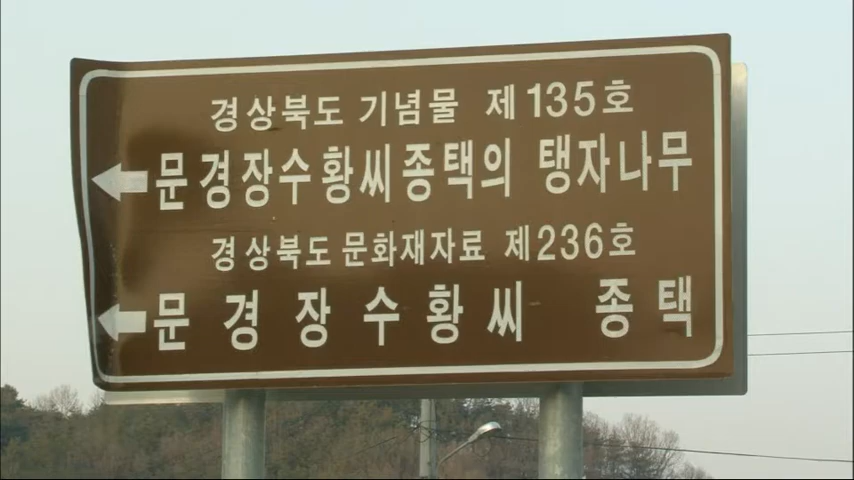 경상북도 기념물 제135호
문경장수황씨종택의 탱자나무
경상북도 문화재자료 제236호
문경장수황씨 종택